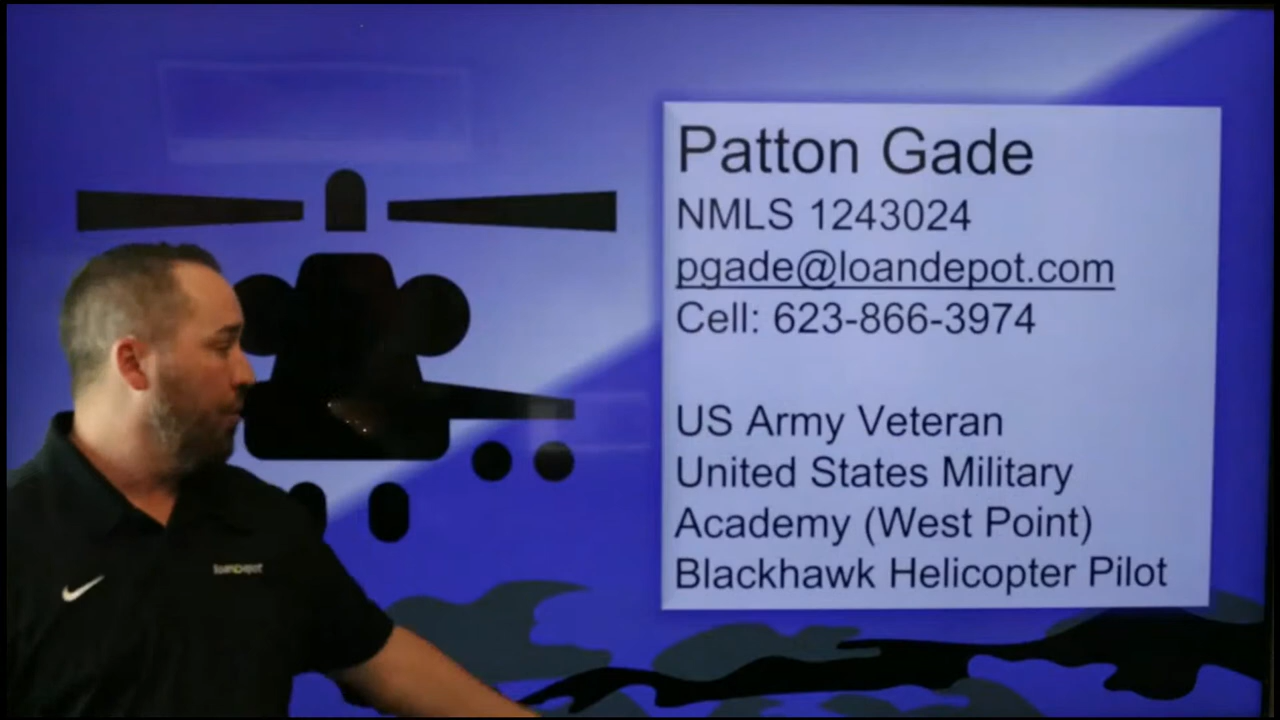 Patton Gade
NMLS 1243024
pgade@loandepot.com
Cell: 623-866-3974
US Army Veteran
United States Military
Academy (West Point)
Blackhawk Helicopter Pilot
loanDepot